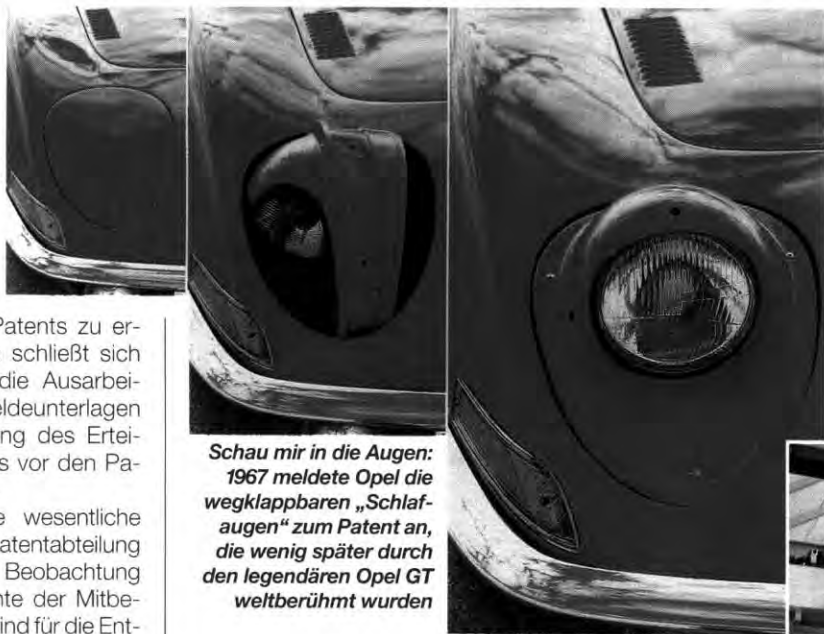 Patents zu er-
schließt sich
die Ausarbei-
eldeunterlagen
ng des Ertei-
s vor den Pa-
e wesentliche
atentabteilung
Beobachtung
nte der Mitbe-
ind für die Ent-
Schau mir in die Augen:
1967 meldete Opel die
wegklappbaren „Schlaf-
augen“ zum Patent an,
die wenig später durch
den legendären Opel GT
weltberühmt wurden